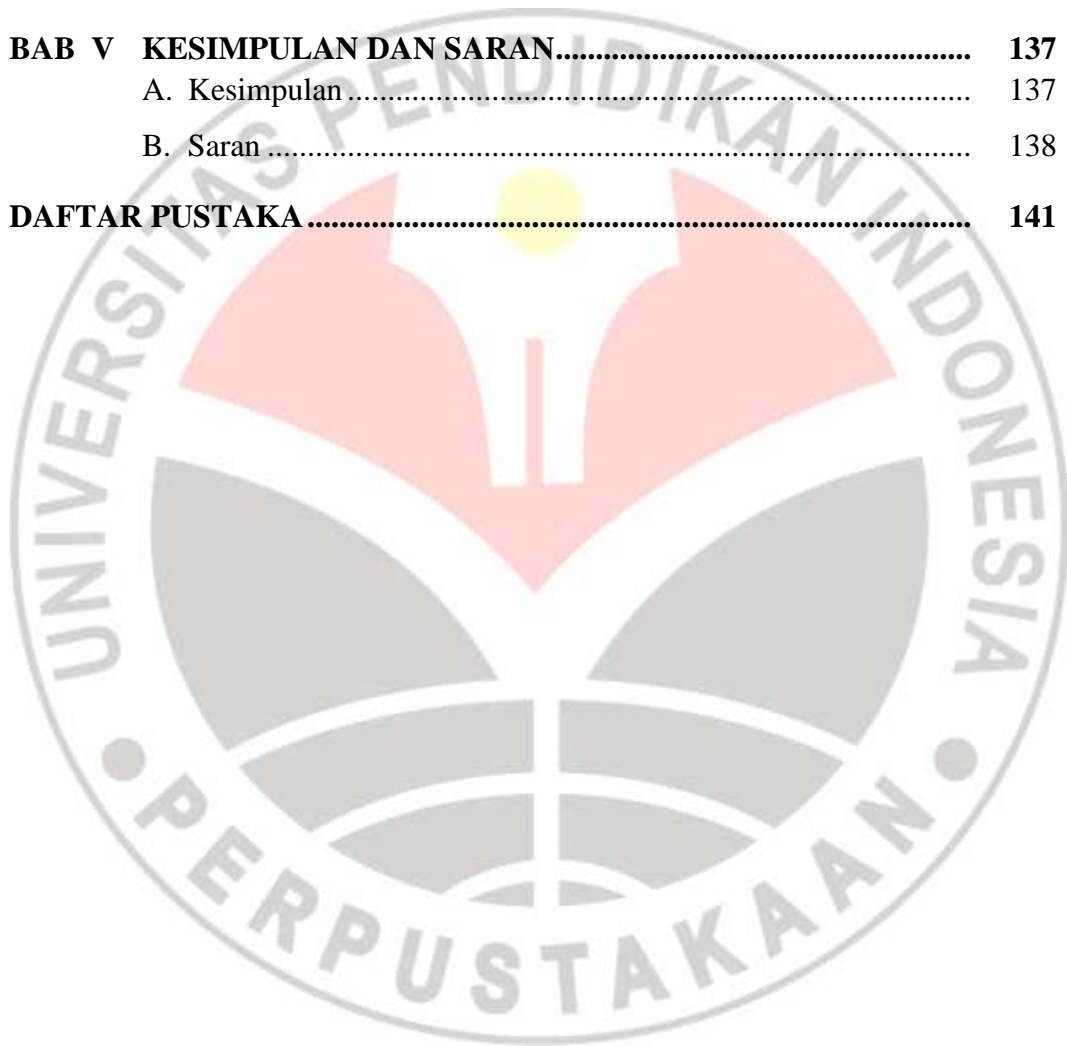 BAB V KESIMPULAN DAN SARAN.......................................................... 137
A. Kesimpulan...................................................................................... 137
B. Saran ................................................................................................ 138
DAFTAR PUSTAKA ............................................................................................ 141
UNIVERSITAS PENDIDIKAN INDONESIA
PERPUSTAKAAN